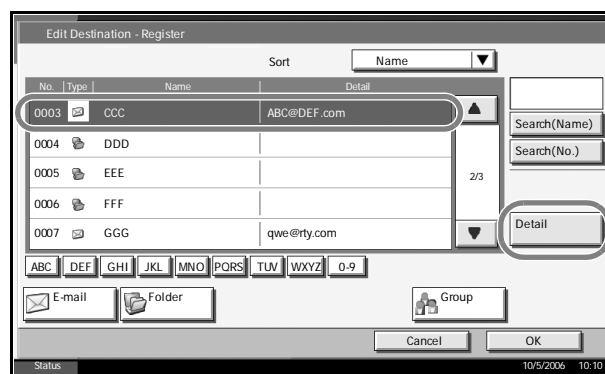 Edit Destination - Register
Sort Name
No. Type Name Detail
0003 CCC ABC@DEF.com
0004 DDD
0005 EEE
0006 FFF
0007 GGG qwe@rty.com
2/3
Search(Name)
Search(No.)
Detail
ABC DEF GHI JKL MNO PQRS TUV WXYZ 0-9
E-mail Folder Group
Cancel OK
Status 10/5/2006 10:10